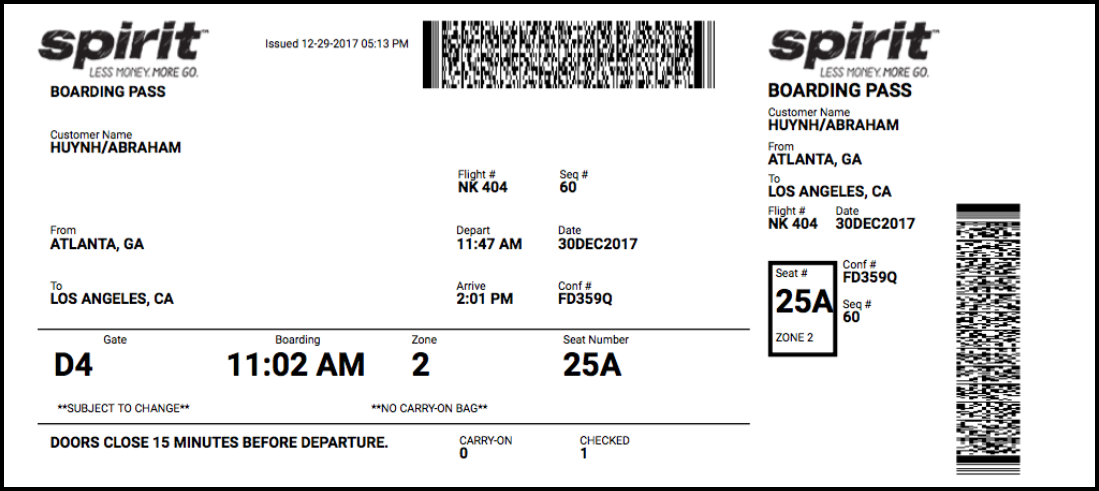 spirit™
LESS MONEY. MORE GO.
BOARDING PASS
Issued 12-29-2017 05:13 PM
Customer Name
HUYNH/ABRAHAM
Flight # Seq #
NK 404 60
From Depart Date
ATLANTA, GA 11:47 AM 30DEC2017
To Arrive Conf #
LOS ANGELES, CA 2:01 PM FD359Q
Gate Boarding Zone Seat Number
D4 11:02 AM 2 25A
**SUBJECT TO CHANGE** **NO CARRY-ON BAG**
DOORS CLOSE 15 MINUTES BEFORE DEPARTURE. CARRY-ON CHECKED
0 1
spirit™
LESS MONEY. MORE GO.
BOARDING PASS
Customer Name
HUYNH/ABRAHAM
From
ATLANTA, GA
To
LOS ANGELES, CA
Flight # Date
NK 404 30DEC2017
Seat #
25A
ZONE 2
Conf #
FD359Q
Seq #
60